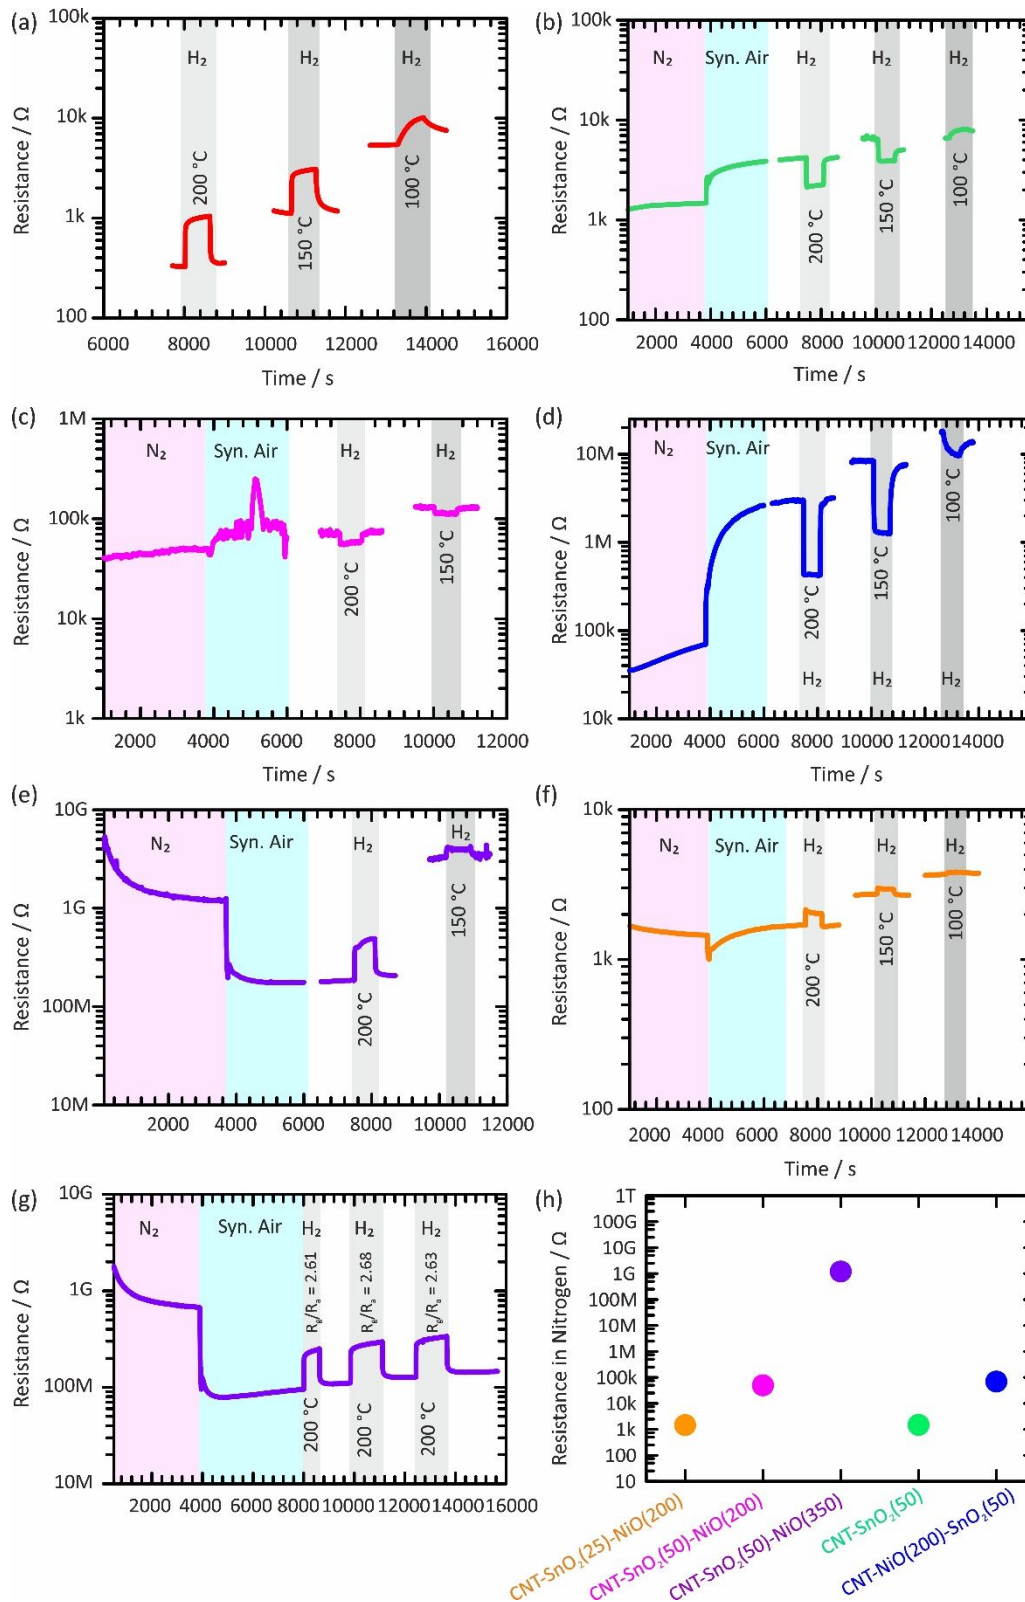 (a)
Resistance / Ω
100k
10k
1k
100
H₂
H₂
H₂
200 °C
150 °C
100 °C
6000 8000 10000 12000 14000 16000
Time / s
(b)
Resistance / Ω
100k
10k
1k
100
N₂
Syn. Air
H₂
H₂
H₂
200 °C
150 °C
100 °C
2000 4000 6000 8000 10000 12000 14000
Time / s
(c)
Resistance / Ω
1M
100k
10k
1k
N₂
Syn. Air
H₂
H₂
200 °C
150 °C
2000 4000 6000 8000 10000 12000
Time / s
(d)
Resistance / Ω
10M
1M
100k
10k
N₂
Syn. Air
200 °C
150 °C
100 °C
H₂
H₂
H₂
2000 4000 6000 8000 10000 12000 14000
Time / s
(e)
Resistance / Ω
10G
1G
100M
10M
N₂
Syn. Air
H₂
H₂
200 °C
150 °C
2000 4000 6000 8000 10000 12000
(f)
Resistance / Ω
10k
1k
100
N₂
Syn. Air
H₂
H₂
H₂
200 °C
150 °C
100 °C
2000 4000 6000 8000 10000 12000 14000
Time / s
(g)
Resistance / Ω
10G
1G
100M
10M
N₂
Syn. Air
H₂
H₂
H₂
Rg/Ra = 2.61
Rg/Ra = 2.68
Rg/Ra = 2.63
200 °C
200 °C
200 °C
2000 4000 6000 8000 10000 12000 14000 16000
(h)
Resistance in Nitrogen / Ω
1T
100G
10G
1G
100M
10M
1M
100k
10k
1k
100
10
CNT-SnO₂(25)-NiO(200)
CNT-SnO₂(50)-NiO(200)
CNT-SnO₂(50)-NiO(350)
CNT-SnO₂(50)
CNT-NiO(200)-SnO₂(50)